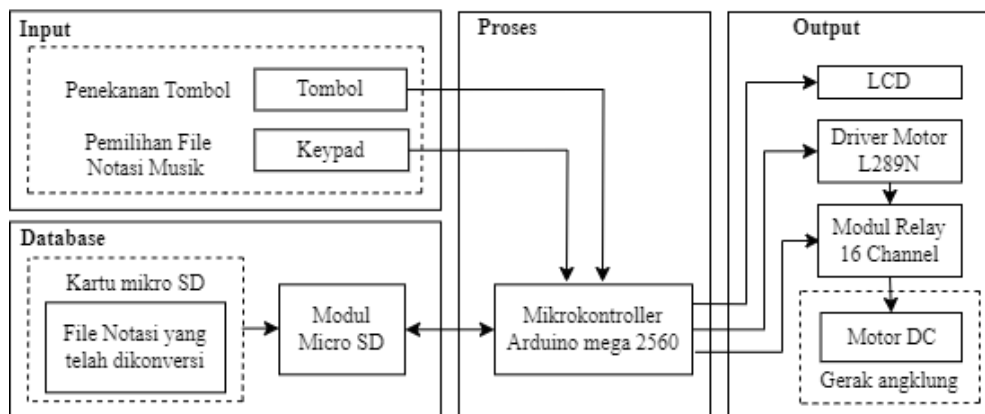 Input
Penekanan Tombol
Tombol
Pemilihan File
Notasi Musik
Keypad
Database
Kartu mikro SD
File Notasi yang
telah dikonversi
Modul
Micro SD
Proses
Mikrokontroller
Arduino mega 2560
Output
LCD
Driver Motor
L289N
Modul Relay
16 Channel
Motor DC
Gerak angklung